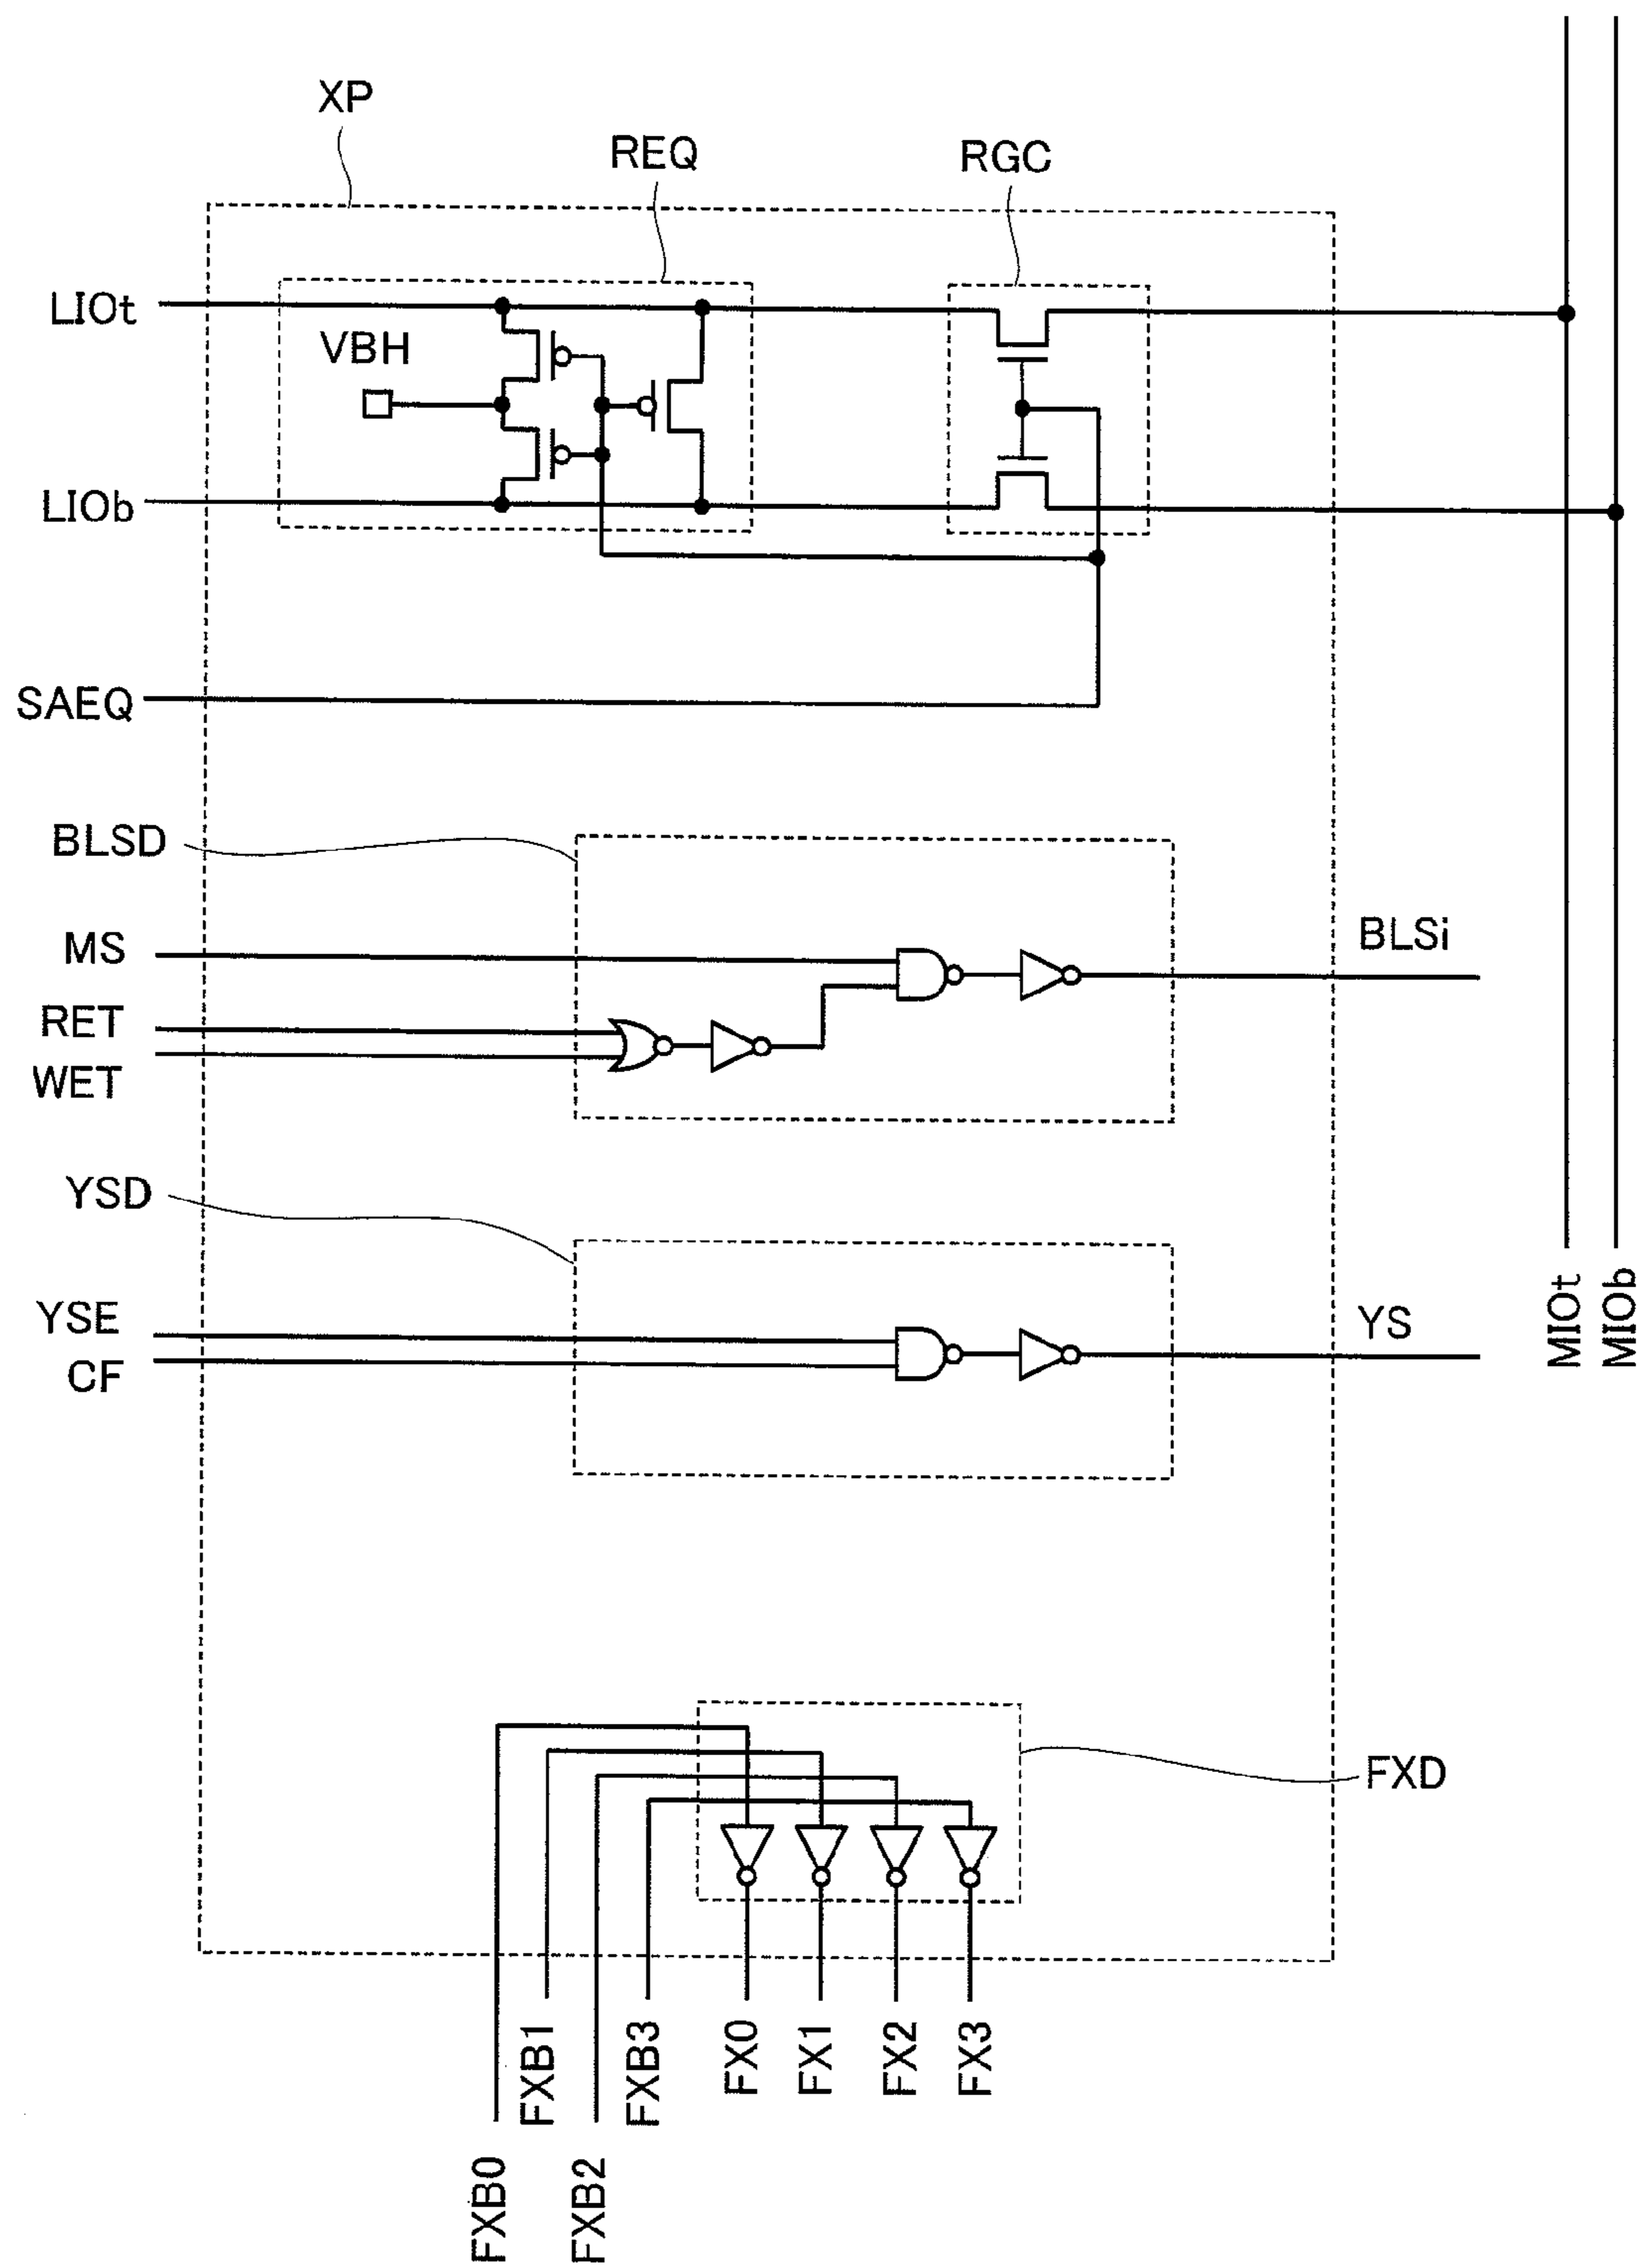 XP
REQ
RGC
LIOt
VBH
LIOb
SAEQ
BLSD
MS
BLSi
RET
WET
YSD
YSE
YS
CF
MIOt
MIOb
FXD
FXB0
FXB1
FXB2
FXB3
FX0
FX1
FX2
FX3